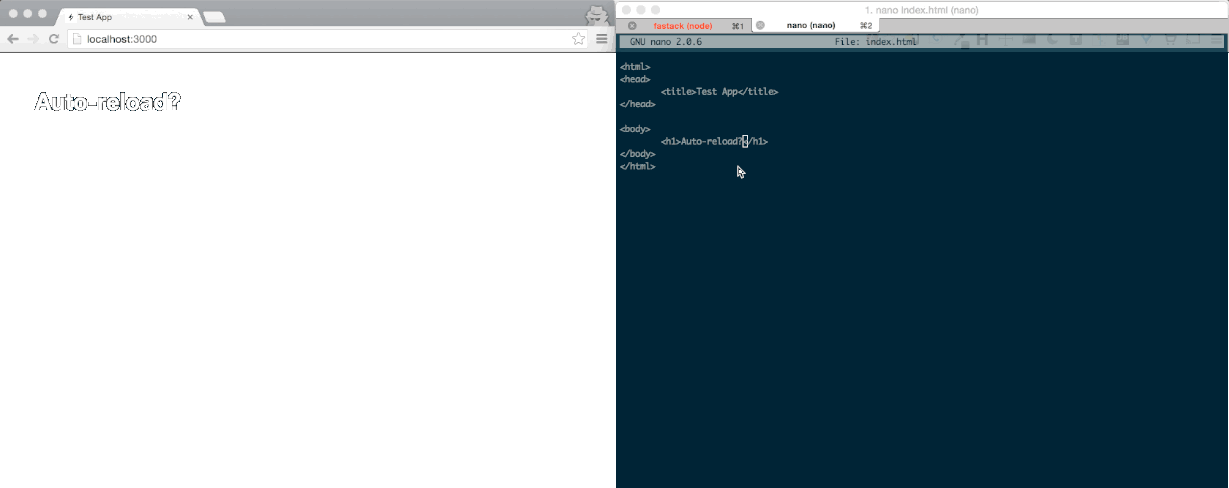 Test App
localhost:3000
Auto-reload?
1. nano index.html (nano)
fastack (node) ⌘1 nano (nano) ⌘2
GNU nano 2.0.6 File: index.html
<html>
<head>
<title>Test App</title>
</head>
<body>
<h1>Auto-reload?</h1>
</body>
</html>